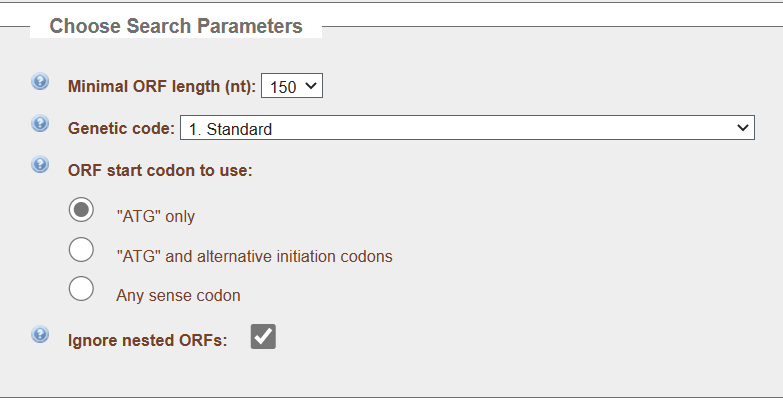 Choose Search Parameters
Minimal ORF length (nt): 150
Genetic code: 1. Standard
ORF start codon to use:
"ATG" only
"ATG" and alternative initiation codons
Any sense codon
Ignore nested ORFs: